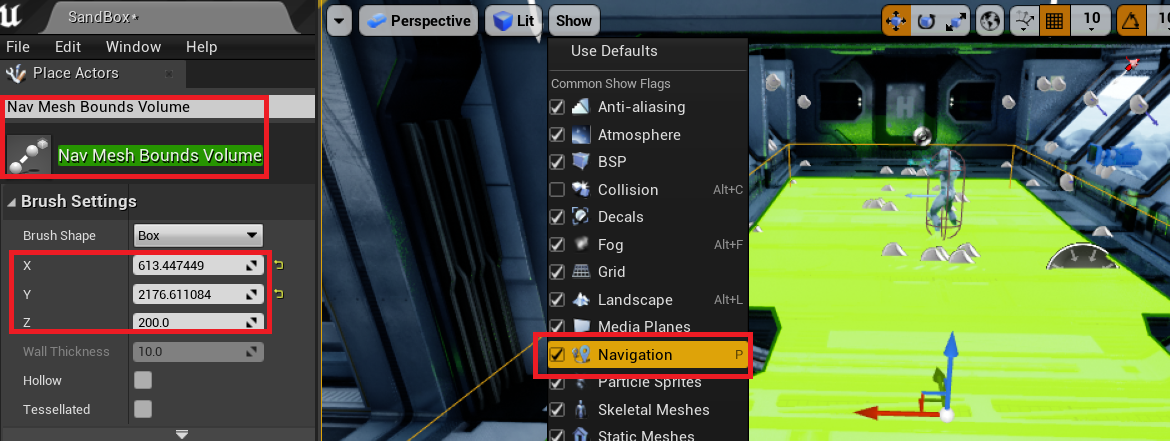 SandBox*
File Edit Window Help
Place Actors
Nav Mesh Bounds Volume
Nav Mesh Bounds Volume
Brush Settings
Brush Shape Box
X 613.447449
Y 2176.611084
Z 200.0
Wall Thickness 10.0
Hollow
Tessellated
Perspective Lit Show 10
Use Defaults
Common Show Flags
Anti-aliasing
Atmosphere
BSP
Collision Alt+C
Decals
Fog Alt+F
Grid
Landscape Alt+L
Media Planes
Navigation P
Particle Sprites
Skeletal Meshes
Static Meshes
H